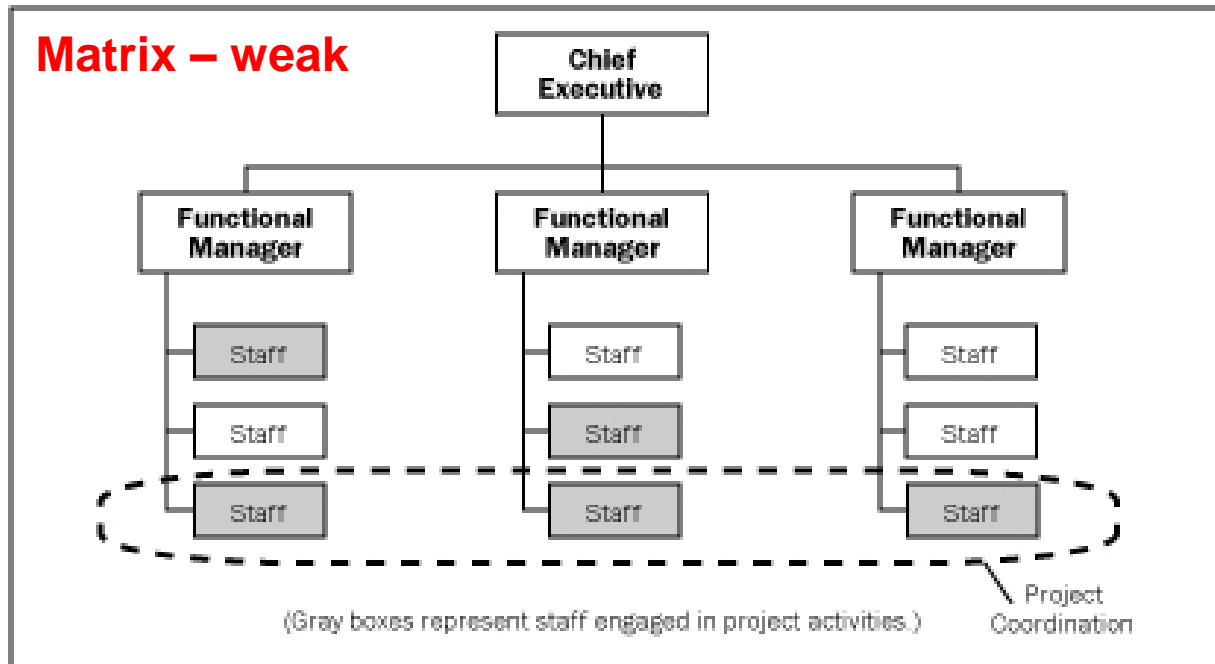 Matrix – weak
Chief
Executive
Functional
Manager
Functional
Manager
Functional
Manager
Staff
Staff
Staff
Staff
Staff
Staff
Staff
Staff
Staff
(Gray boxes represent staff engaged in project activities.)
Project
Coordination